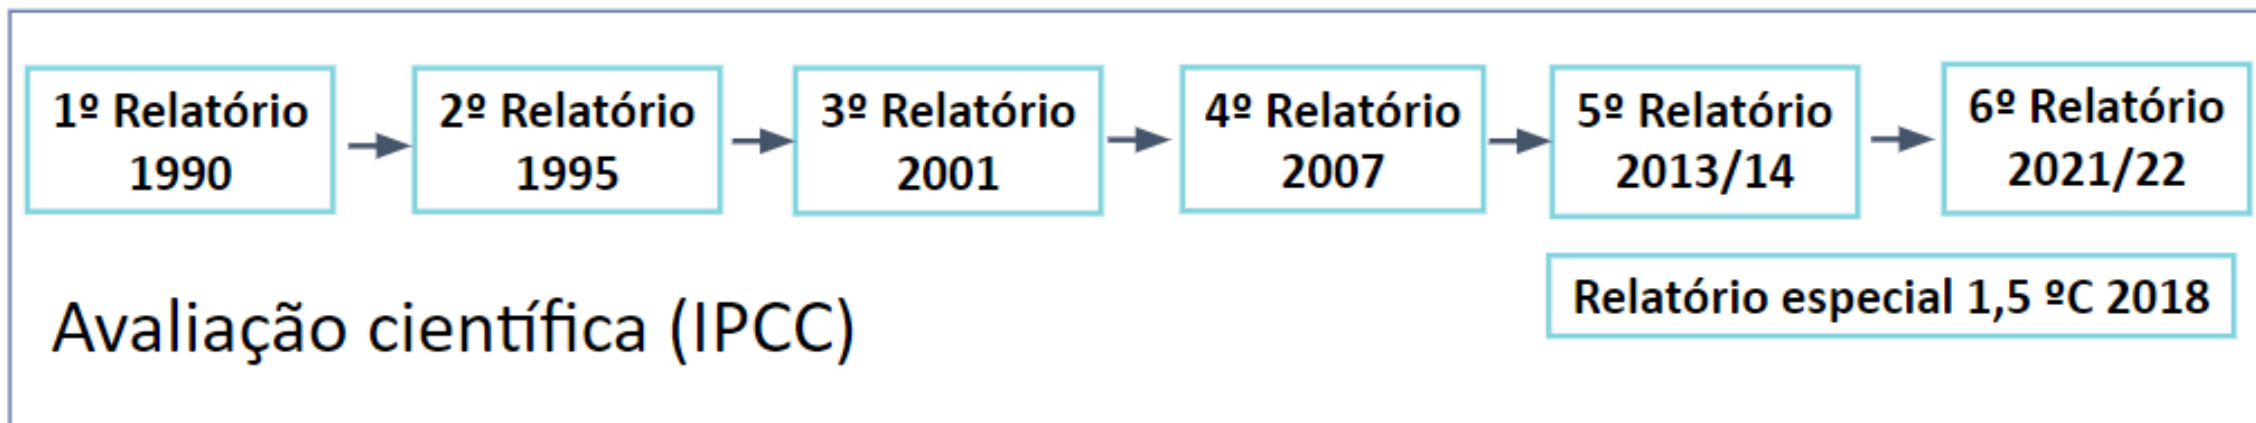 1º Relatório
1990
2º Relatório
1995
3º Relatório
2001
4º Relatório
2007
5º Relatório
2013/14
6º Relatório
2021/22
Relatório especial 1,5 ºC 2018
Avaliação científica (IPCC)